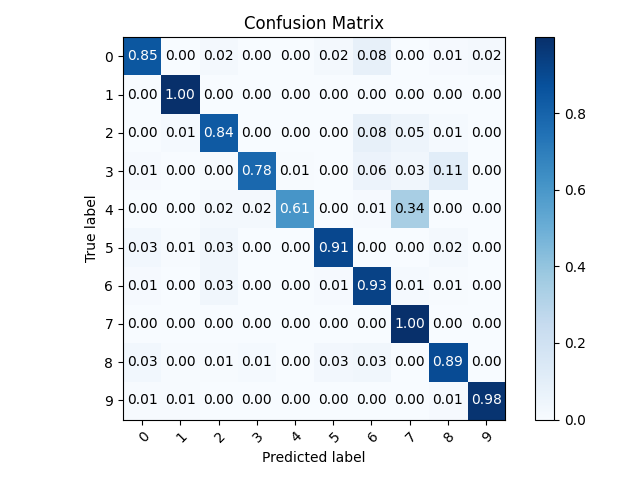 Confusion Matrix
0 0.85 0.00 0.02 0.00 0.00 0.02 0.08 0.00 0.01 0.02
1 0.00 1.00 0.00 0.00 0.00 0.00 0.00 0.00 0.00 0.00
2 0.00 0.01 0.84 0.00 0.00 0.00 0.08 0.05 0.01 0.00
3 0.01 0.00 0.00 0.78 0.01 0.00 0.06 0.03 0.11 0.00
4 0.00 0.00 0.02 0.02 0.61 0.00 0.01 0.34 0.00 0.00
5 0.03 0.01 0.03 0.00 0.00 0.91 0.00 0.00 0.02 0.00
6 0.01 0.00 0.03 0.00 0.00 0.01 0.93 0.01 0.01 0.00
7 0.00 0.00 0.00 0.00 0.00 0.00 0.00 1.00 0.00 0.00
8 0.03 0.00 0.01 0.01 0.00 0.03 0.03 0.00 0.89 0.00
9 0.01 0.01 0.00 0.00 0.00 0.00 0.00 0.00 0.01 0.98
0 1 2 3 4 5 6 7 8 9
Predicted label
True label
0.8
0.6
0.4
0.2
0.0